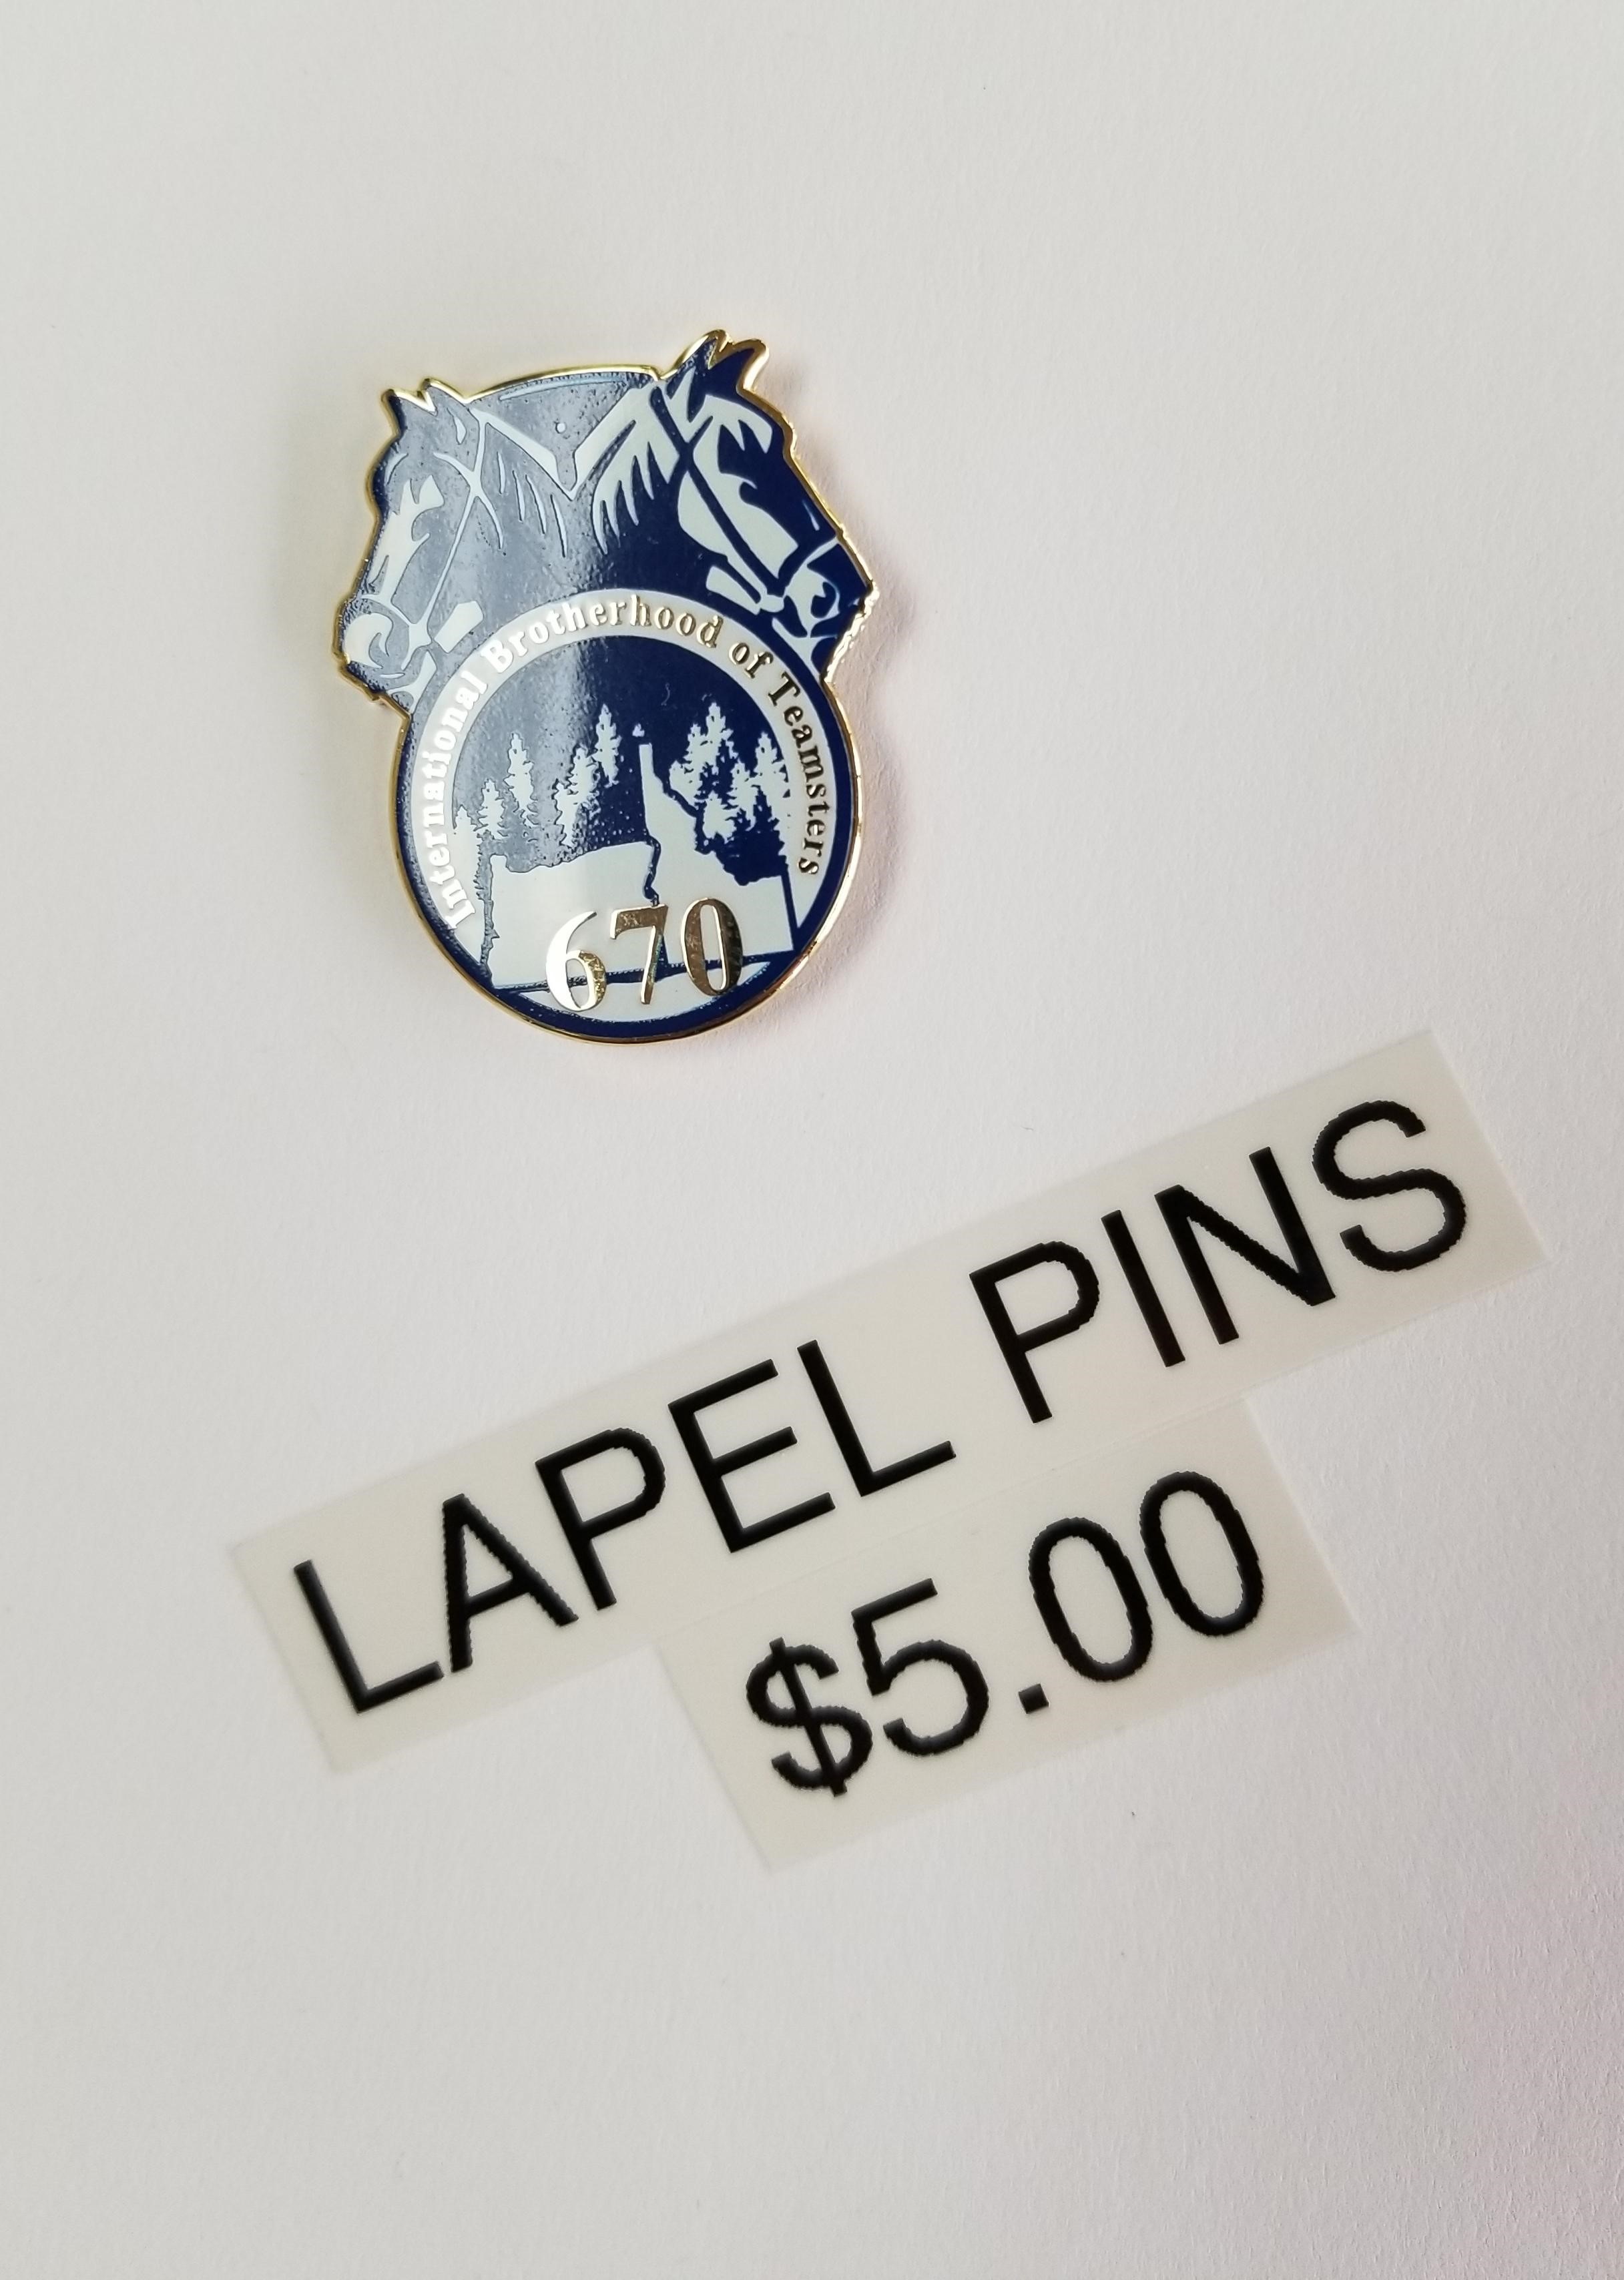 International Brotherhood of Teamsters
670
LAPEL PINS
$5.00